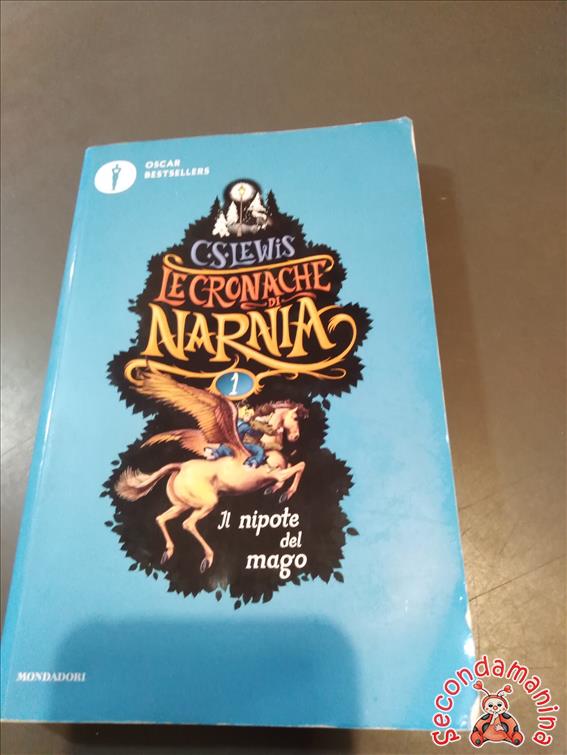 OSCAR
BESTSELLERS
C·S·LEWIS
LE CRONACHE
DI
NARNIA
1
Il nipote
del
mago
MONDADORI
Secondamanina